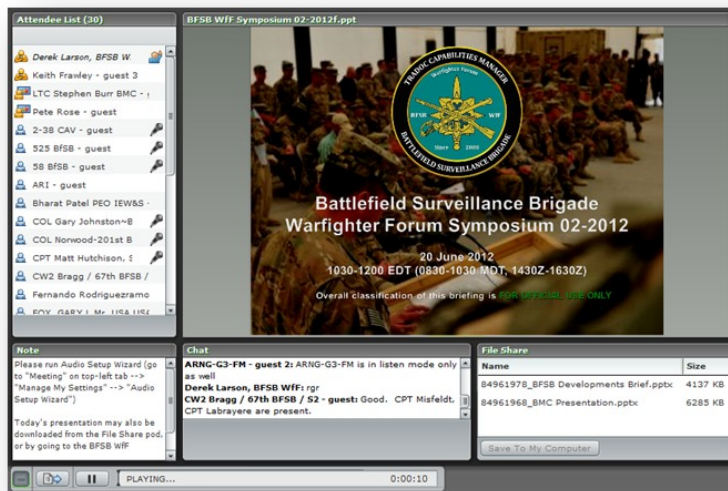 Attendee List (30)
Derek Larson, BFSB W
Keith Frawley - guest 3
LTC Stephen Burr BMC -
Pete Rose - guest
2-38 CAV - guest
525 BfSB - guest
58 BfSB - guest
ARI - guest
Bharat Patel PEO IEW&S -
COL Gary Johnston~B
COL Norwood-201st B
CPT Matt Hutchison, S
CW2 Bragg / 67th BFSB /
Fernando Rodriguezramo
FOX, GARY L Mr. USA USA
BFSB WfF Symposium 02-2012f.ppt
TRADOC CAPABILITIES MANAGER
Warfighter Forum
BFSB WfF
Since 2009
BATTLEFIELD SURVEILLANCE BRIGADE
Battlefield Surveillance Brigade
Warfighter Forum Symposium 02-2012
20 June 2012
1030-1200 EDT (0830-1030 MDT, 1430Z-1630Z)
Overall classification of this briefing is FOR OFFICIAL USE ONLY
Note
Please run Audio Setup Wizard (go
to "Meeting" on top-left tab -->
"Manage My Settings" --> "Audio
Setup Wizard")
Today's presentation may also be
downloaded from the File Share pod,
or by going to the BFSB WfF
Chat
ARNG-G3-FM - guest 2: ARNG-G3-FM is in listen mode only
as well
Derek Larson, BFSB WfF: rgr
CW2 Bragg / 67th BFSB / S2 - guest: Good. CPT Misfeldt,
CPT Labrayere are present.
File Share
Name Size
84961978_BFSB Developments Brief.pptx 4137 KB
84961968_BMC Presentation.pptx 6285 KB
Save To My Computer
PLAYING... 0:00:10